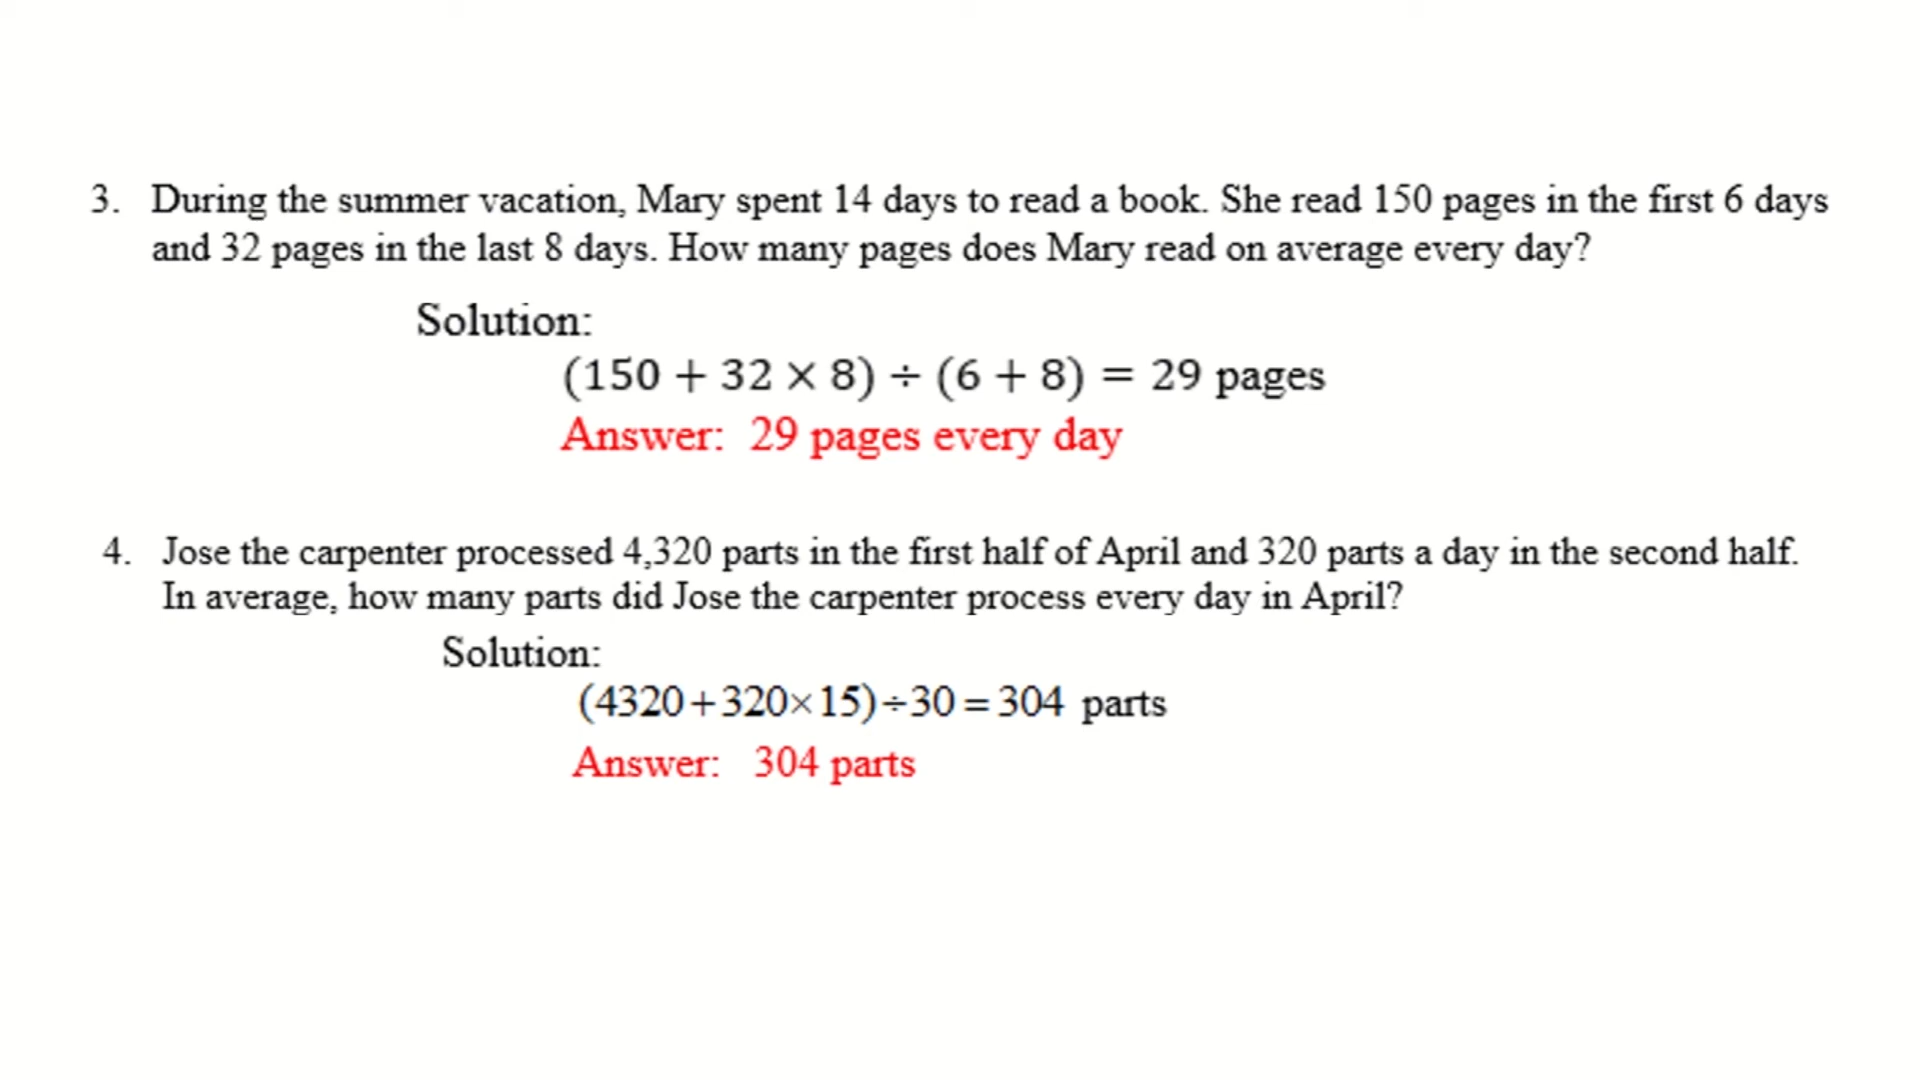 3. During the summer vacation, Mary spent 14 days to read a book. She read 150 pages in the first 6 days
and 32 pages in the last 8 days. How many pages does Mary read on average every day?
Solution:
(150 + 32 × 8) ÷ (6 + 8) = 29 pages
Answer: 29 pages every day
4. Jose the carpenter processed 4,320 parts in the first half of April and 320 parts a day in the second half.
In average, how many parts did Jose the carpenter process every day in April?
Solution:
(4320+320×15)÷30=304 parts
Answer: 304 parts